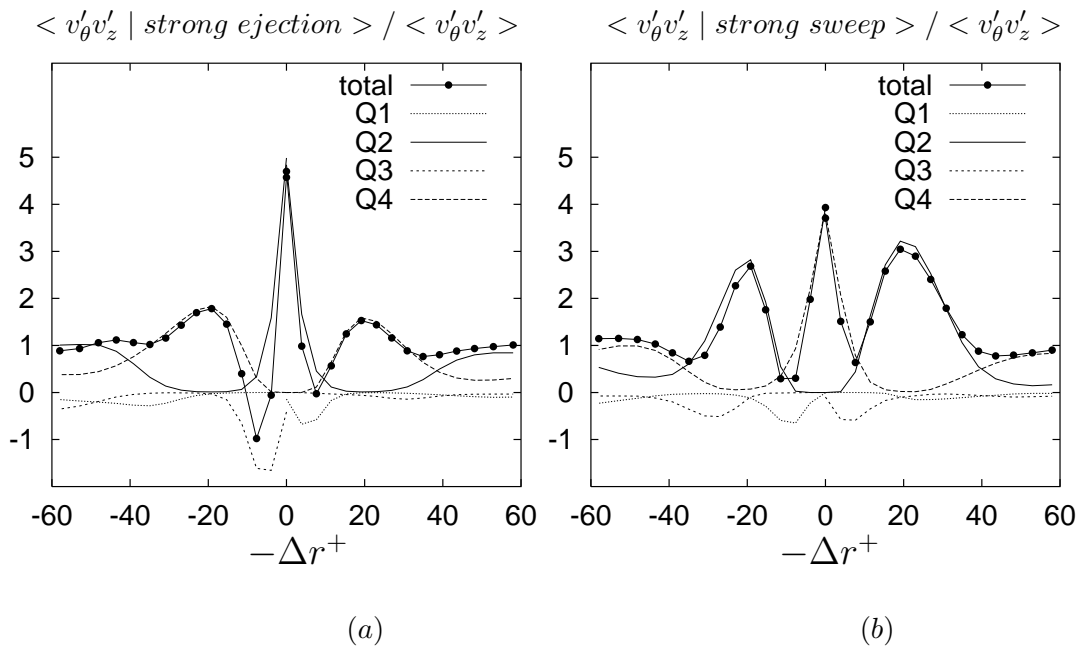 < v′θv′z | strong ejection > / < v′θv′z >
total
Q1
Q2
Q3
Q4
5
4
3
2
1
0
-1
-60 -40 -20 0 20 40 60
−Δr+
(a)
< v′θv′z | strong sweep > / < v′θv′z >
total
Q1
Q2
Q3
Q4
5
4
3
2
1
0
-1
-60 -40 -20 0 20 40 60
−Δr+
(b)